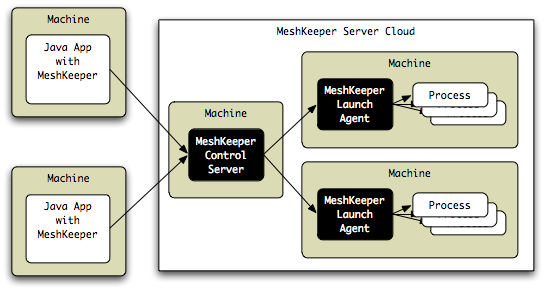 Machine
Java App
with
MeshKeeper
Machine
Java App
with
MeshKeeper
MeshKeeper Server Cloud
Machine
MeshKeeper
Control
Server
Machine
MeshKeeper
Launch
Agent
Process
Machine
MeshKeeper
Launch
Agent
Process